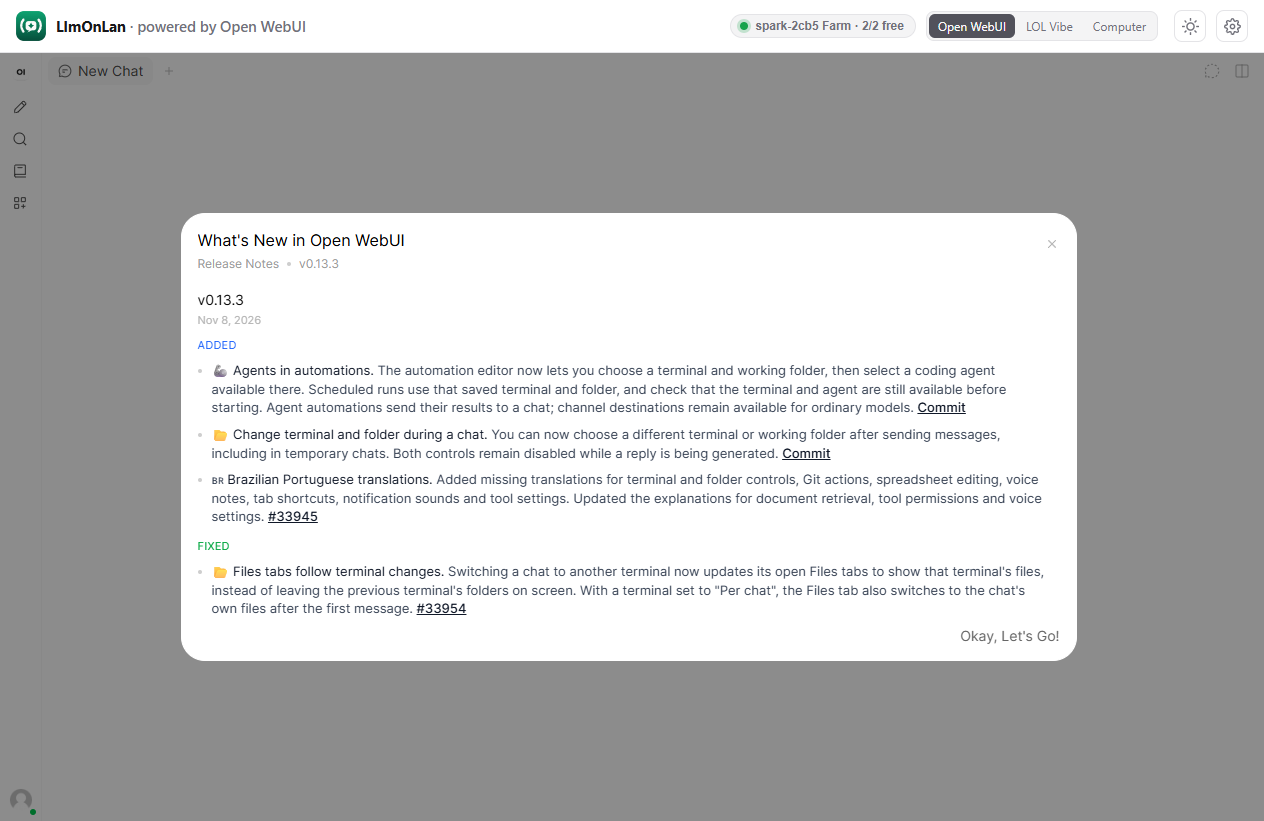 LlmOnLan · powered by Open WebUI
spark-2cb5 Farm · 2/2 free
Open WebUI
LOL Vibe
Computer
OI
New Chat
What's New in Open WebUI
Release Notes • v0.13.3
v0.13.3
Nov 8, 2026
ADDED
Agents in automations. The automation editor now lets you choose a terminal and working folder, then select a coding agent
available there. Scheduled runs use that saved terminal and folder, and check that the terminal and agent are still available before
starting. Agent automations send their results to a chat; channel destinations remain available for ordinary models. Commit
Change terminal and folder during a chat. You can now choose a different terminal or working folder after sending messages,
including in temporary chats. Both controls remain disabled while a reply is being generated. Commit
BR Brazilian Portuguese translations. Added missing translations for terminal and folder controls, Git actions, spreadsheet editing, voice
notes, tab shortcuts, notification sounds and tool settings. Updated the explanations for document retrieval, tool permissions and voice
settings. #33945
FIXED
Files tabs follow terminal changes. Switching a chat to another terminal now updates its open Files tabs to show that terminal's files,
instead of leaving the previous terminal's folders on screen. With a terminal set to "Per chat", the Files tab also switches to the chat's
own files after the first message. #33954
Okay, Let's Go!